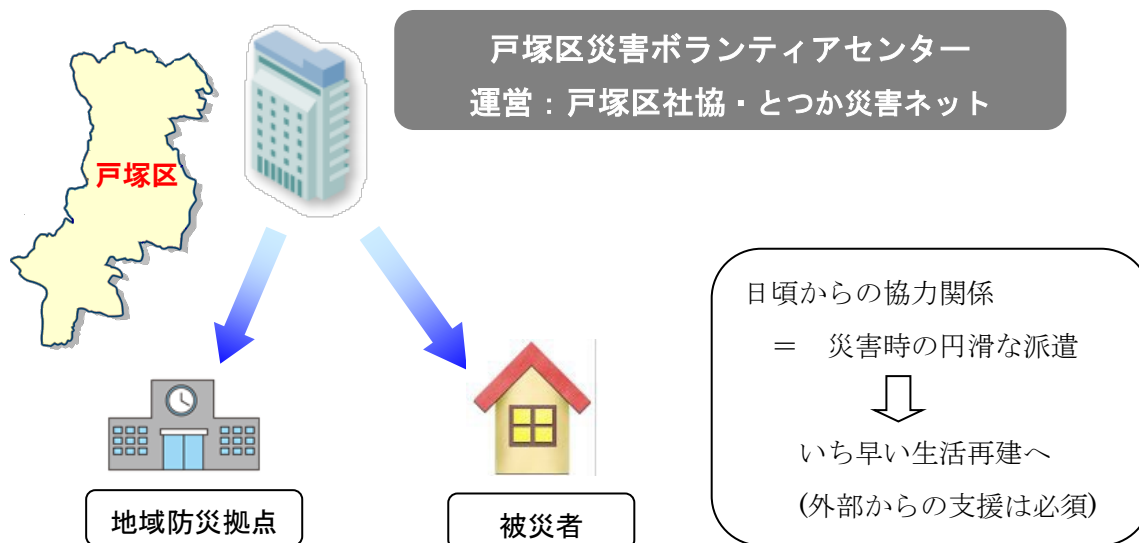 戸塚区災害ボランティアセンター
運営：戸塚区社協・とつか災害ネット
戸塚区
日頃からの協力関係
＝　災害時の円滑な派遣
いち早い生活再建へ
(外部からの支援は必須)
地域防災拠点
被災者